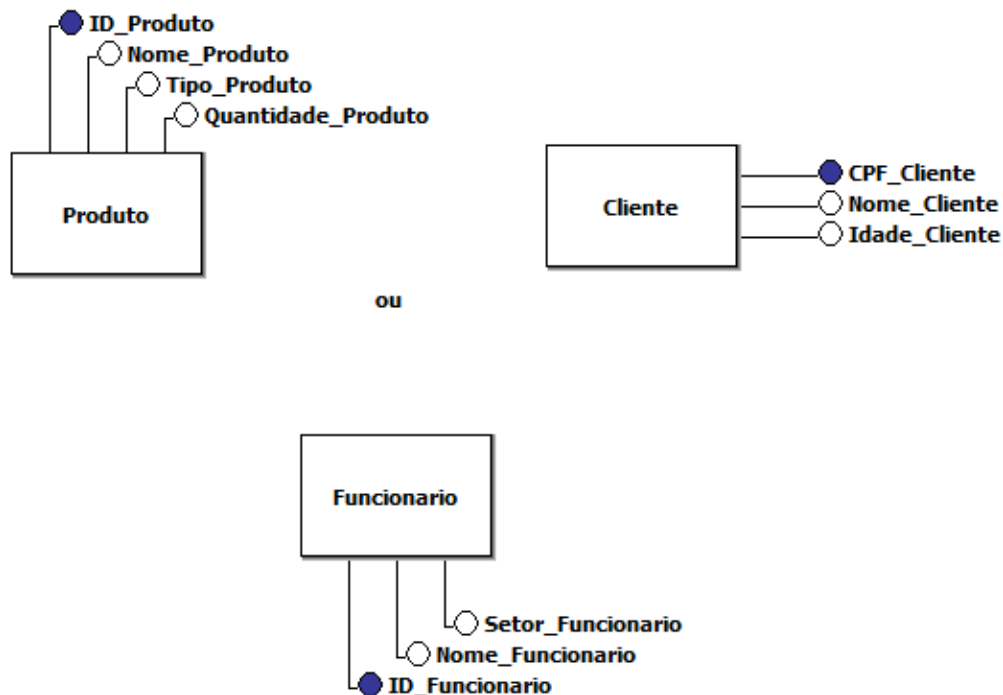 ID_Produto
Nome_Produto
Tipo_Produto
Quantidade_Produto
Produto
Cliente
CPF_Cliente
Nome_Cliente
Idade_Cliente
ou
Funcionario
Setor_Funcionario
Nome_Funcionario
ID_Funcionario